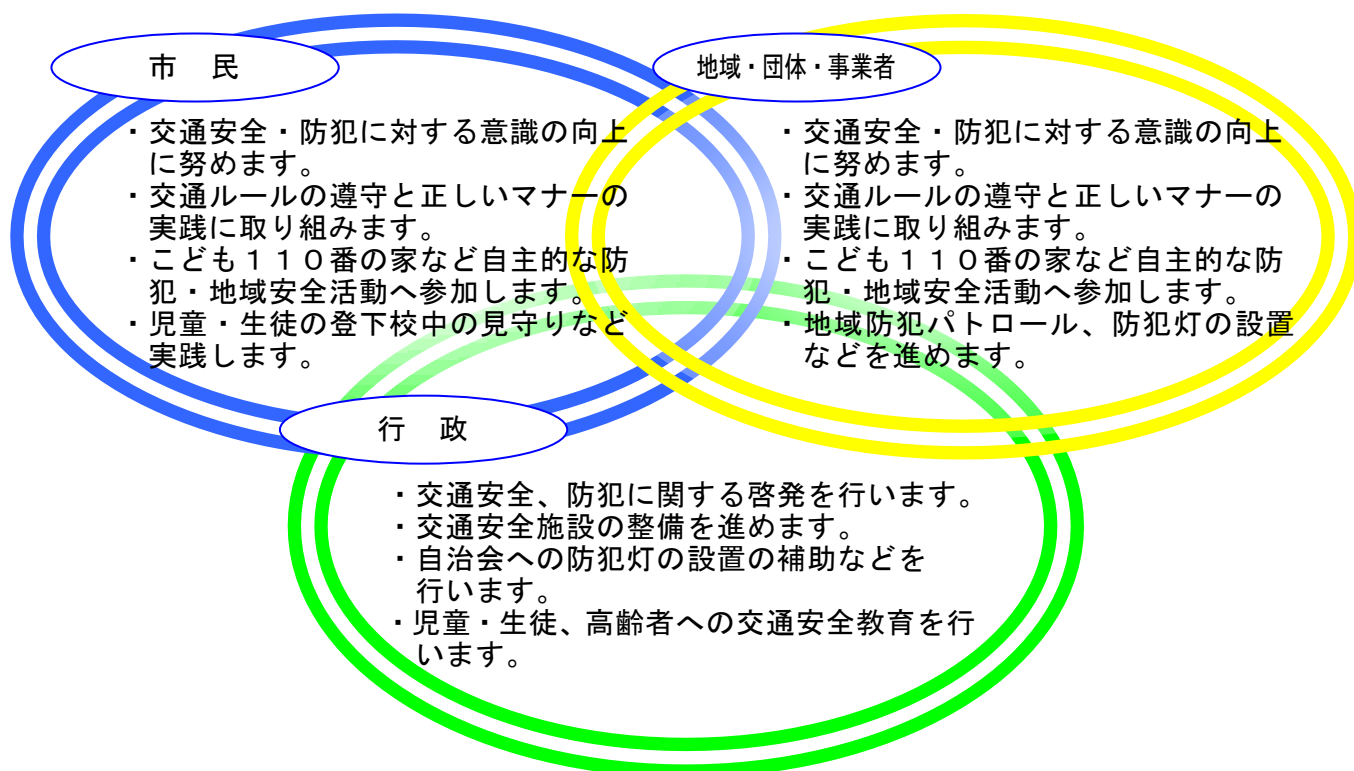 市　民
・交通安全・防犯に対する意識の向上
に努めます。
・交通ルールの遵守と正しいマナーの
実践に取り組みます。
・こども１１０番の家など自主的な防
犯・地域安全活動へ参加します。
・児童・生徒の登下校中の見守りなど
実践します。
地域・団体・事業者
・交通安全・防犯に対する意識の向上
に努めます。
・交通ルールの遵守と正しいマナーの
実践に取り組みます。
・こども１１０番の家など自主的な防
犯・地域安全活動へ参加します。
・地域防犯パトロール、防犯灯の設置
などを進めます。
行　政
・交通安全、防犯に関する啓発を行います。
・交通安全施設の整備を進めます。
・自治会への防犯灯の設置の補助などを
行います。
・児童・生徒、高齢者への交通安全教育を行
います。